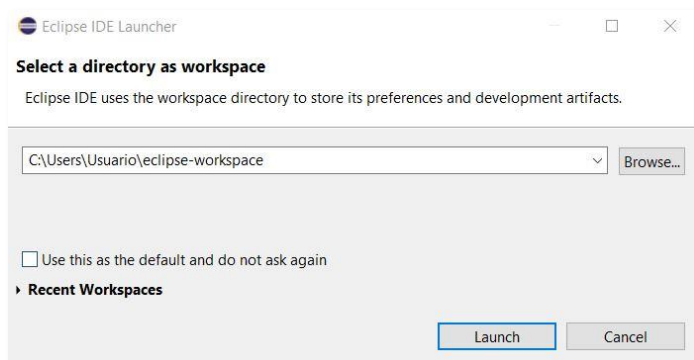 Eclipse IDE Launcher
Select a directory as workspace
Eclipse IDE uses the workspace directory to store its preferences and development artifacts.
C:\Users\Usuario\eclipse-workspace
Browse...
Use this as the default and do not ask again
Recent Workspaces
Launch
Cancel